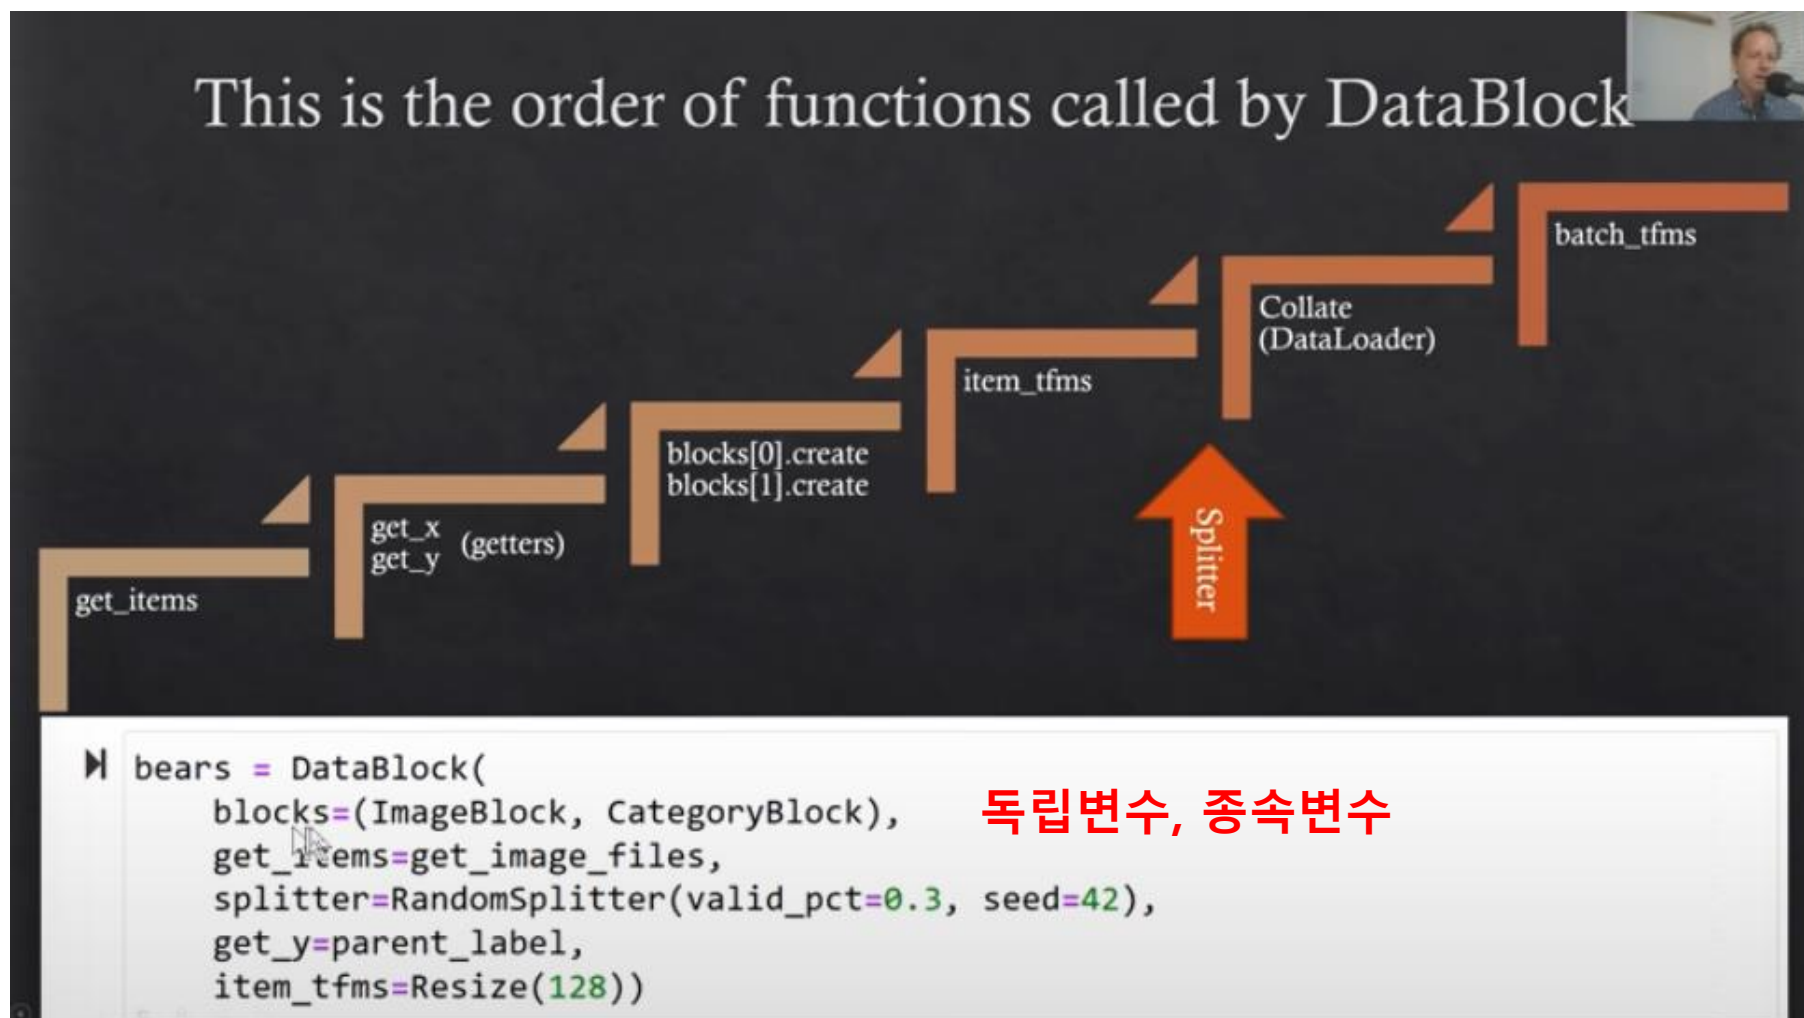 This is the order of functions called by DataBlock
batch_tfms
Collate
(DataLoader)
item_tfms
blocks[0].create
blocks[1].create
get_x
get_y (getters)
get_items
Splitter
bears = DataBlock(
blocks=(ImageBlock, CategoryBlock),
독립변수, 종속변수
get_items=get_image_files,
splitter=RandomSplitter(valid_pct=0.3, seed=42),
get_y=parent_label,
item_tfms=Resize(128))